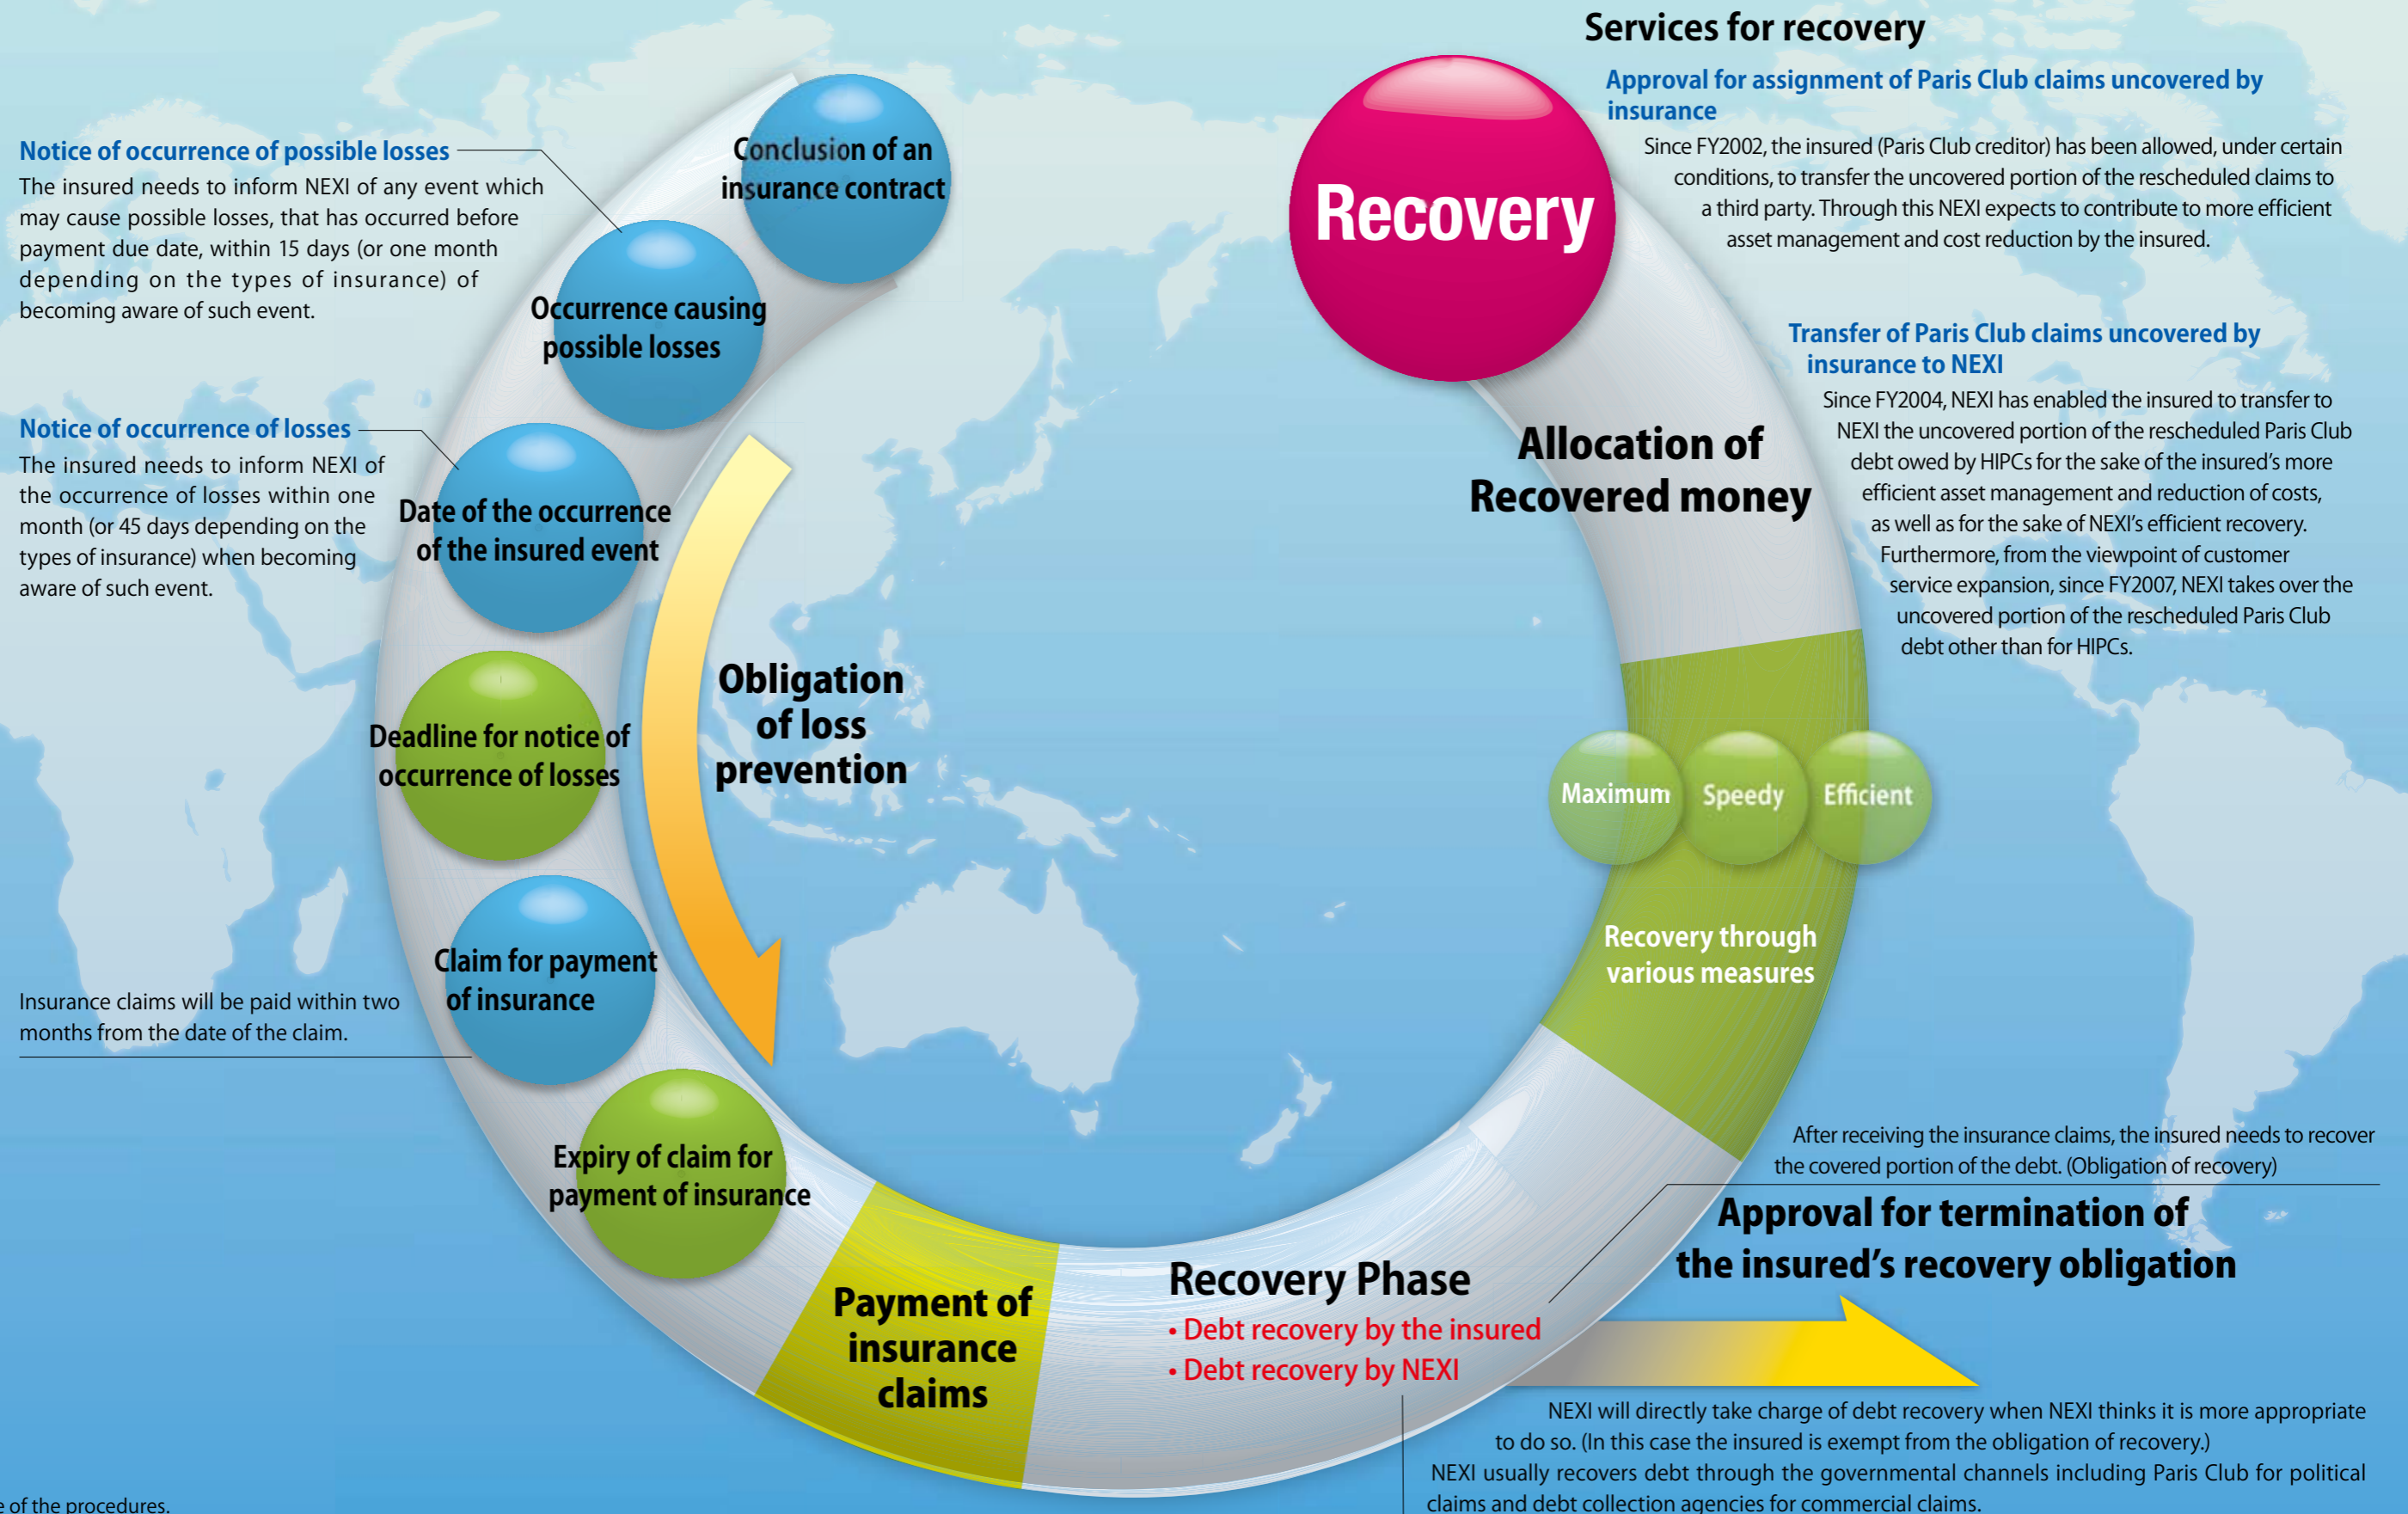 Conclusion of an
insurance contract
Notice of occurrence of possible losses
The insured needs to inform NEXI of any event which
may cause possible losses, that has occurred before
payment due date, within 15 days (or one month
depending on the types of insurance) of
becoming aware of such event.
Occurrence causing
possible losses
Notice of occurrence of losses
The insured needs to inform NEXI of
the occurrence of losses within one
month (or 45 days depending on the
types of insurance) when becoming
aware of such event.
Date of the occurrence
of the insured event
Deadline for notice of
occurrence of losses
Obligation
of loss
prevention
Claim for payment
of insurance
Insurance claims will be paid within two
months from the date of the claim.
Expiry of claim for
payment of insurance
Payment of
insurance
claims
Recovery Phase
• Debt recovery by the insured
• Debt recovery by NEXI
Services for recovery
Approval for assignment of Paris Club claims uncovered by
insurance
Since FY2002, the insured (Paris Club creditor) has been allowed, under certain
conditions, to transfer the uncovered portion of the rescheduled claims to
a third party. Through this NEXI expects to contribute to more efficient
asset management and cost reduction by the insured.
Recovery
Transfer of Paris Club claims uncovered by
insurance to NEXI
Since FY2004, NEXI has enabled the insured to transfer to
NEXI the uncovered portion of the rescheduled Paris Club
debt owed by HIPCs for the sake of the insured's more
efficient asset management and reduction of costs,
as well as for the sake of NEXI's efficient recovery.
Furthermore, from the viewpoint of customer
service expansion, since FY2007, NEXI takes over the
uncovered portion of the rescheduled Paris Club
debt other than for HIPCs.
Allocation of
Recovered money
Maximum Speedy Efficient
Recovery through
various measures
After receiving the insurance claims, the insured needs to recover
the covered portion of the debt. (Obligation of recovery)
Approval for termination of
the insured's recovery obligation
NEXI will directly take charge of debt recovery when NEXI thinks it is more appropriate
to do so. (In this case the insured is exempt from the obligation of recovery.)
NEXI usually recovers debt through the governmental channels including Paris Club for political
claims and debt collection agencies for commercial claims.
of the procedures.